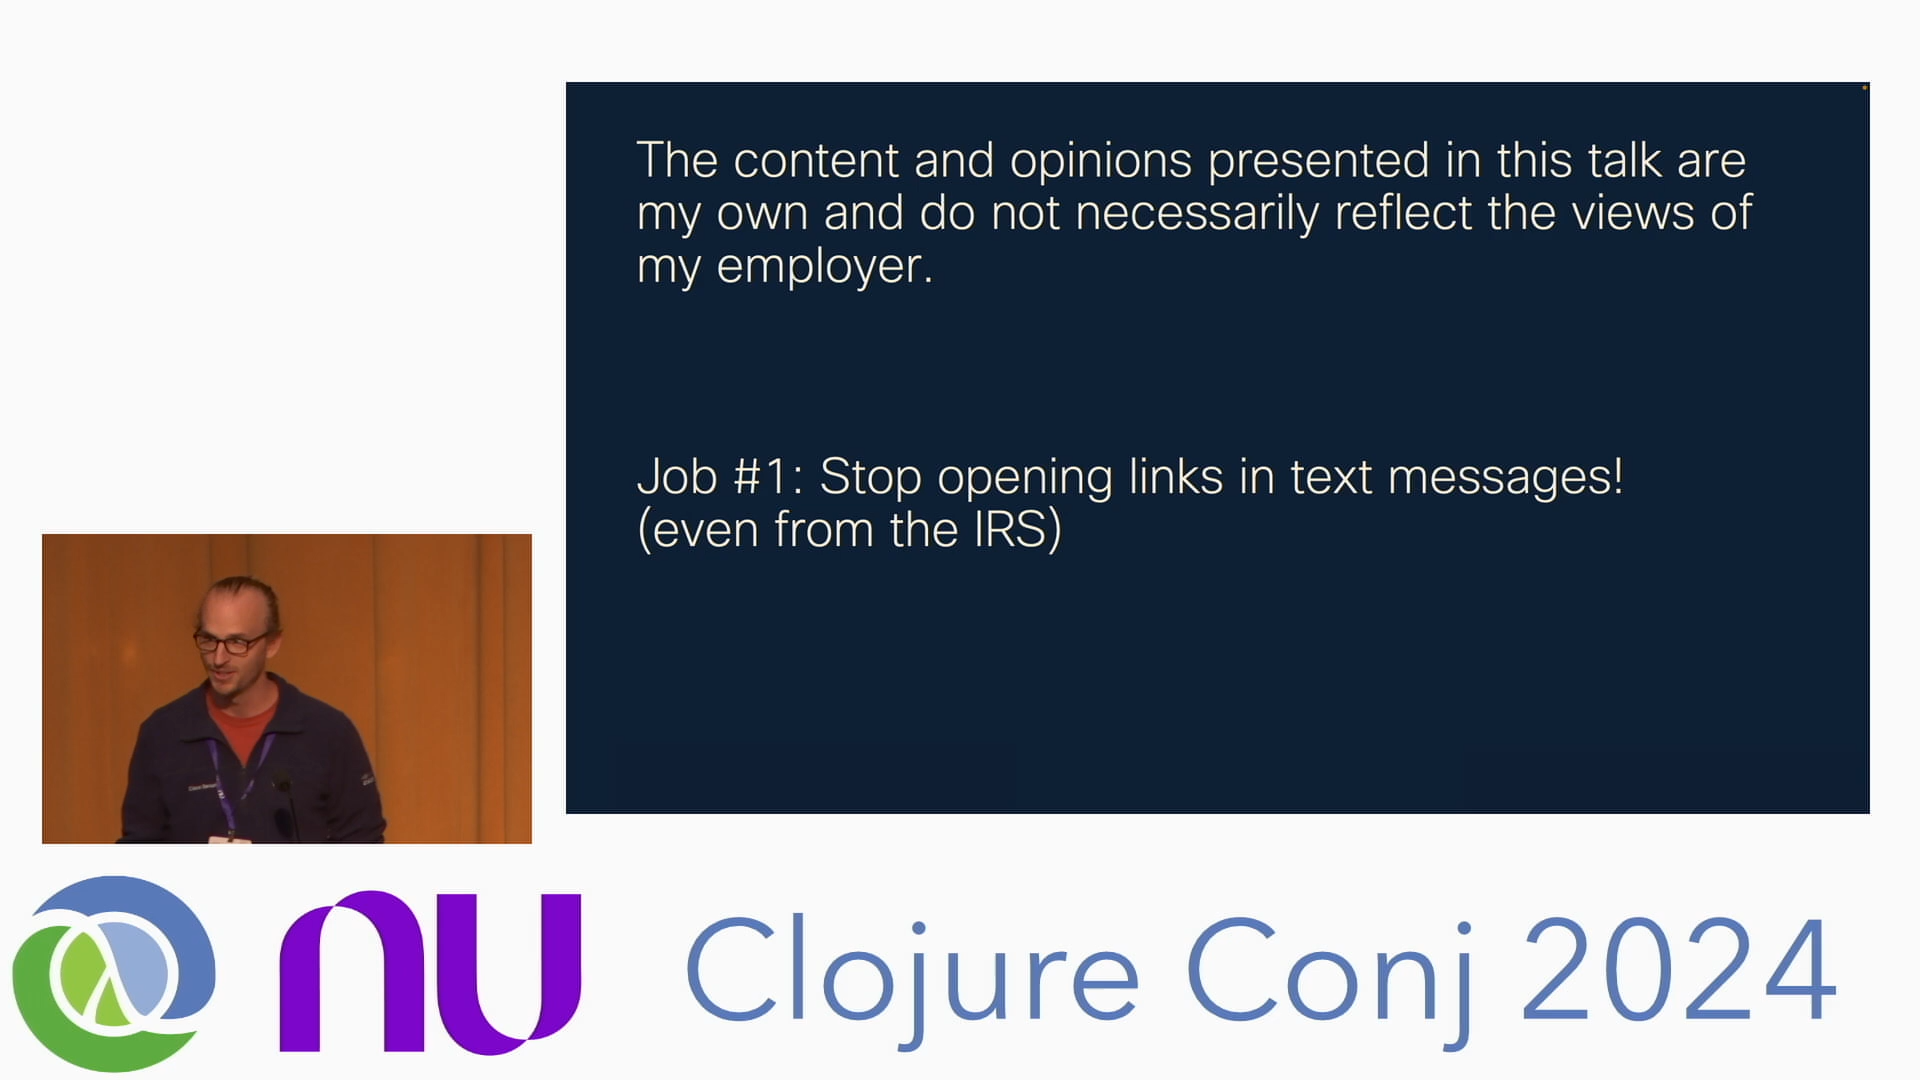 The content and opinions presented in this talk are
my own and do not necessarily reflect the views of
my employer.
Job #1: Stop opening links in text messages!
(even from the IRS)
nu
Clojure Conj 2024